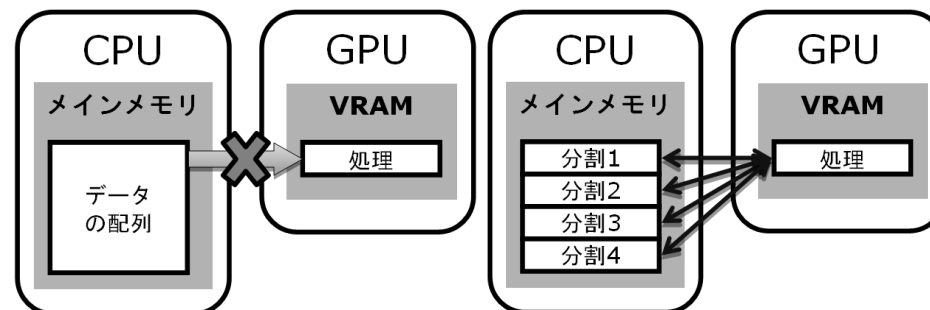 CPU
メインメモリ
データ
の配列
GPU
VRAM
処理
CPU
メインメモリ
分割1
分割2
分割3
分割4
GPU
VRAM
処理